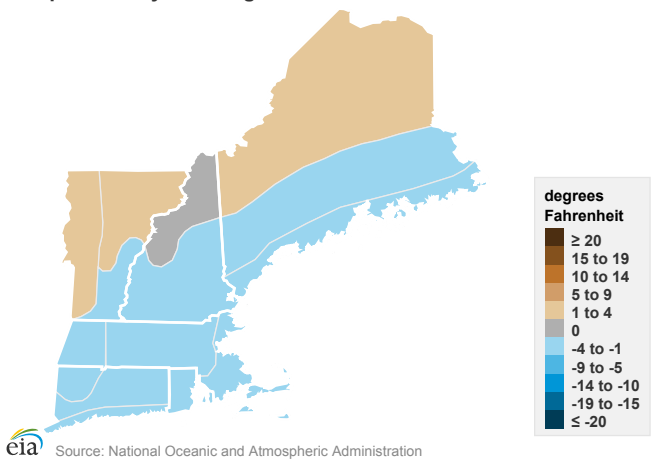 degrees
Fahrenheit
≥ 20
15 to 19
10 to 14
5 to 9
1 to 4
0
-4 to -1
-9 to -5
-14 to -10
-19 to -15
≤ -20
eia
Source: National Oceanic and Atmospheric Administration